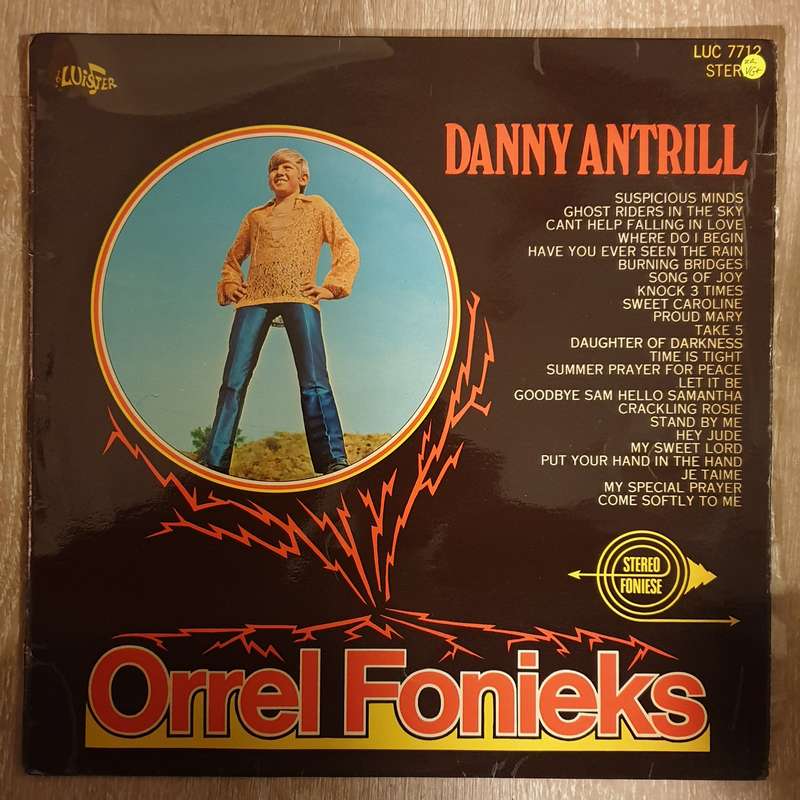 LUISTER
LUC 7712
STEREO
ZA
VG+
DANNY ANTRILL
SUSPICIOUS MINDS
GHOST RIDERS IN THE SKY
CANT HELP FALLING IN LOVE
WHERE DO I BEGIN
HAVE YOU EVER SEEN THE RAIN
BURNING BRIDGES
SONG OF JOY
KNOCK 3 TIMES
SWEET CAROLINE
PROUD MARY
TAKE 5
DAUGHTER OF DARKNESS
TIME IS TIGHT
SUMMER PRAYER FOR PEACE
LET IT BE
GOODBYE SAM HELLO SAMANTHA
CRACKLING ROSIE
STAND BY ME
HEY JUDE
MY SWEET LORD
PUT YOUR HAND IN THE HAND
JE TAIME
MY SPECIAL PRAYER
COME SOFTLY TO ME
STEREO
FONIESE
Orrel Fonieks